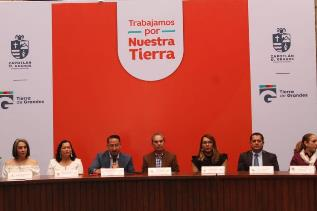 Trabajamos
por
Nuestra
Tierra
ZAPOTLÁN
EL GRANDE
Tierra
de Grandes
ZAPOTLÁN
EL GRANDE
Tierra
de Grandes